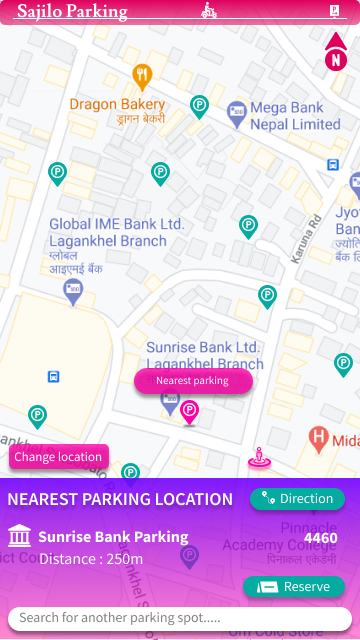 Sajilo Parking
P
N
Dragon Bakery
ड्रागन बेकरी
P
Mega Bank
Nepal Limited
P
P
Global IME Bank Ltd.
Lagankhel Branch
ग्लोबल
आइएमई बैंक
P
Karuna Rd
Jyo
Ban
ज्योति
बैंक लि
P
Sunrise Bank Ltd.
Lagankhel Branch
Nearest parking
P
P
P
H
Mida
Change location
P
NEAREST PARKING LOCATION
Direction
Pinnacle
Academy College
पिनाकल एकेडेमी
Sunrise Bank Parking
4460
Distance : 250m
P
Reserve
Search for another parking spot.....
Om Cold Store